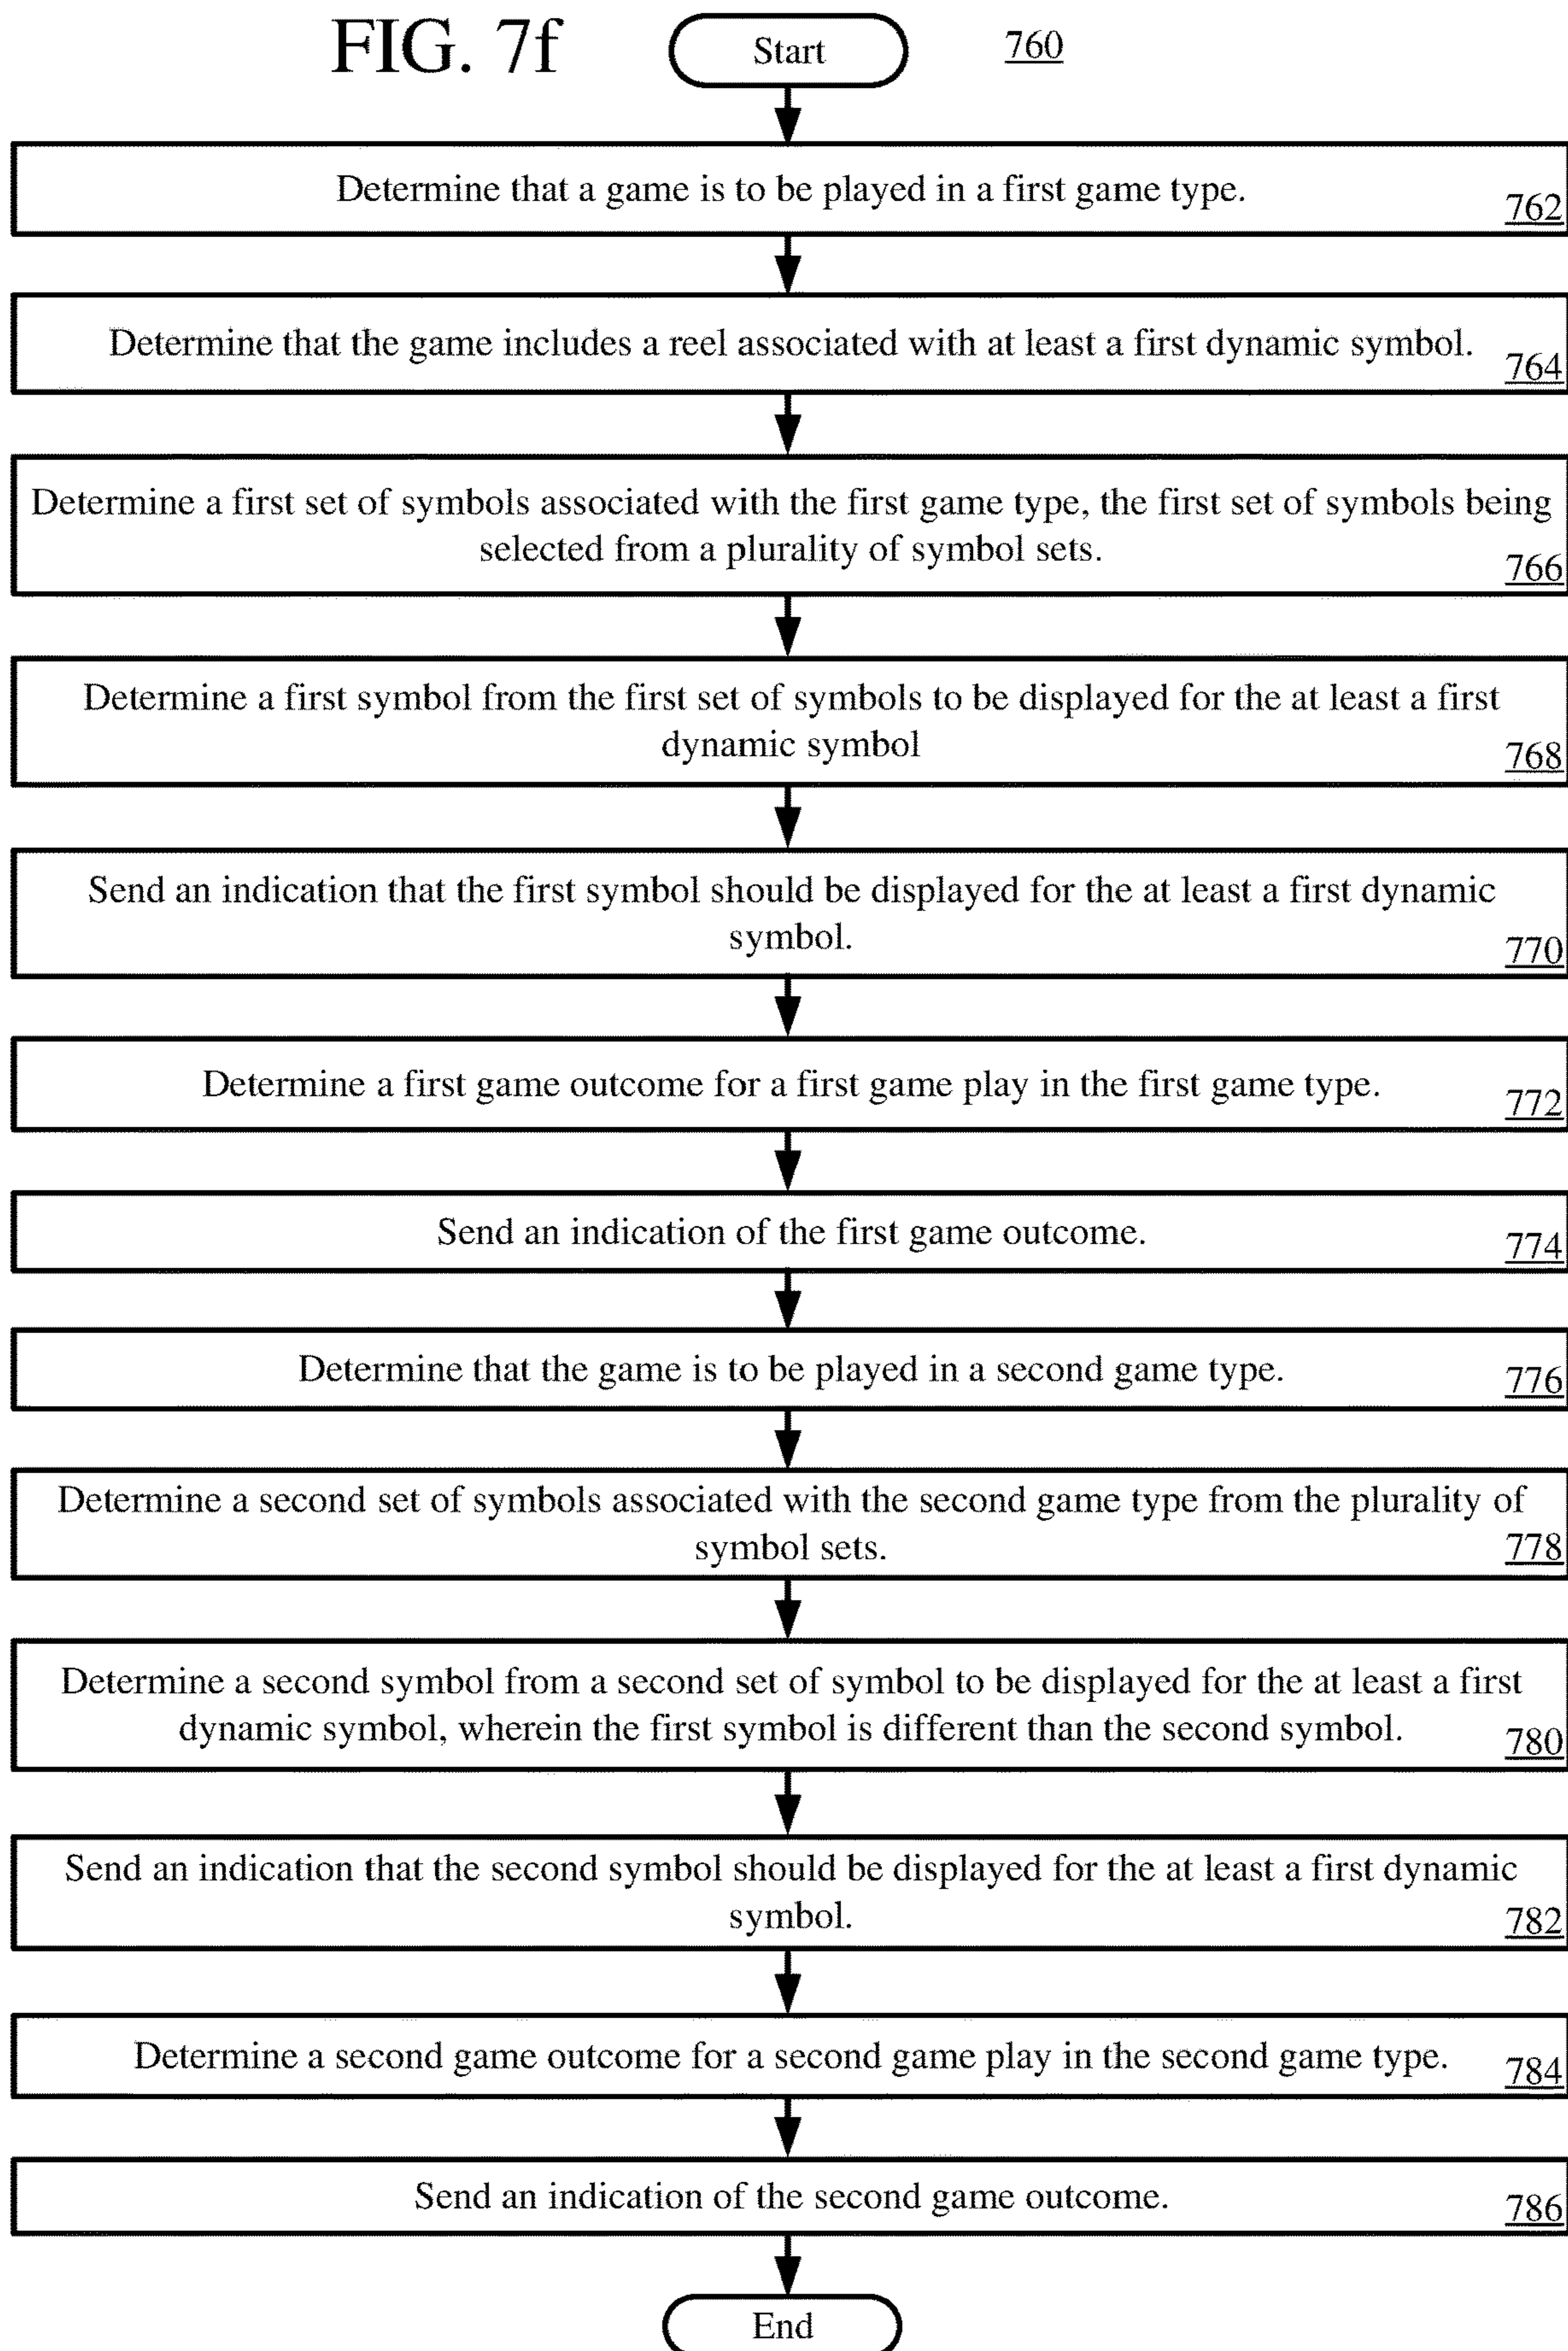 FIG. 7f
Start
760
Determine that a game is to be played in a first game type.
762
Determine that the game includes a reel associated with at least a first dynamic symbol.
764
Determine a first set of symbols associated with the first game type, the first set of symbols being
selected from a plurality of symbol sets.
766
Determine a first symbol from the first set of symbols to be displayed for the at least a first
dynamic symbol
768
Send an indication that the first symbol should be displayed for the at least a first dynamic
symbol.
770
Determine a first game outcome for a first game play in the first game type.
772
Send an indication of the first game outcome.
774
Determine that the game is to be played in a second game type.
776
Determine a second set of symbols associated with the second game type from the plurality of
symbol sets.
778
Determine a second symbol from a second set of symbol to be displayed for the at least a first
dynamic symbol, wherein the first symbol is different than the second symbol.
780
Send an indication that the second symbol should be displayed for the at least a first dynamic
symbol.
782
Determine a second game outcome for a second game play in the second game type.
784
Send an indication of the second game outcome.
786
End